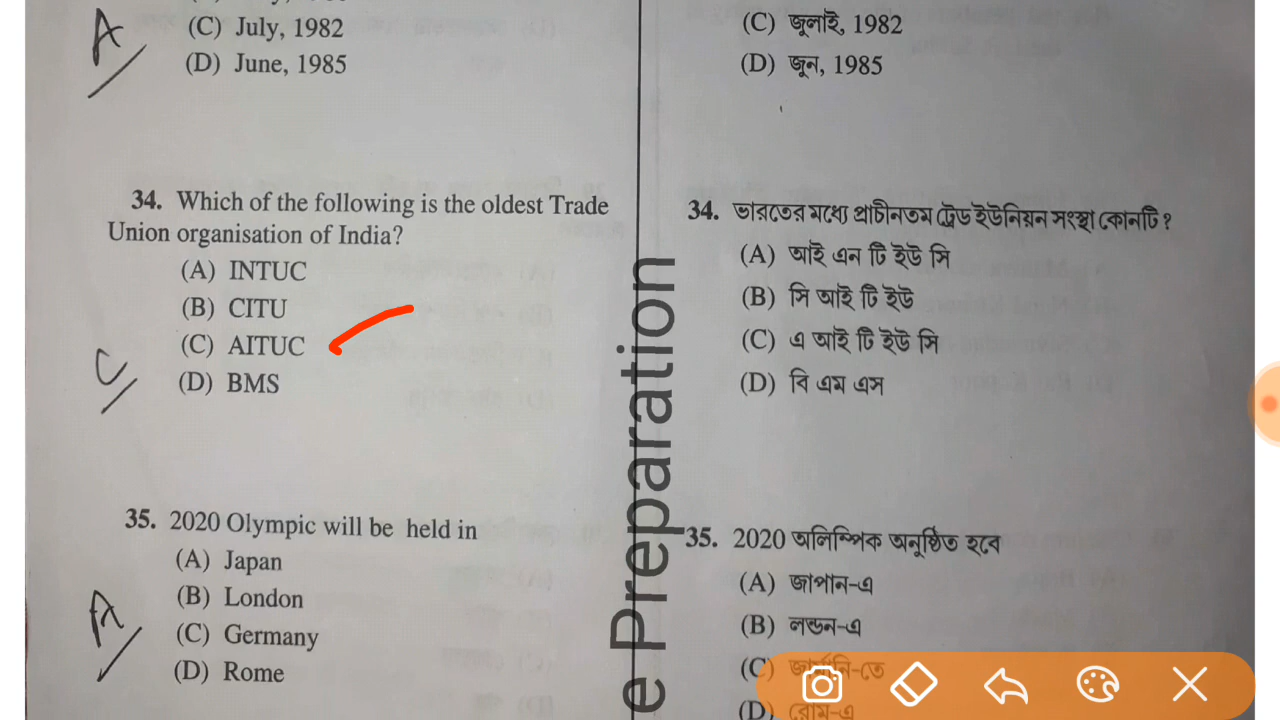 (C) July, 1982
(D) June, 1985
A
34. Which of the following is the oldest Trade
Union organisation of India?
(A) INTUC
(B) CITU
(C) AITUC
(D) BMS
C
35. 2020 Olympic will be held in
(A) Japan
(B) London
(C) Germany
(D) Rome
A
e Preparation
(C) জুলাই, 1982
(D) জুন, 1985
34. ভারতের মধ্যে প্রাচীনতম ট্রেড ইউনিয়ন সংস্থা কোনটি?
(A) আই এন টি ইউ সি
(B) সি আই টি ইউ
(C) এ আই টি ইউ সি
(D) বি এম এস
35. 2020 অলিম্পিক অনুষ্ঠিত হবে
(A) জাপান-এ
(B) লন্ডন-এ
(C) জার্মানি-তে
(D) রোম-এ